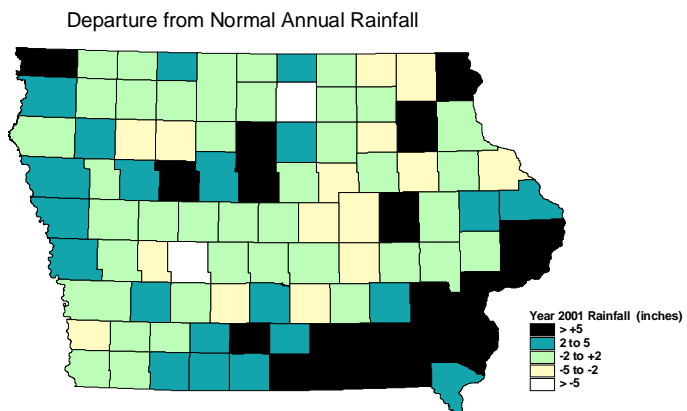 Departure from Normal Annual Rainfall
Year 2001 Rainfall (inches)
> +5
2 to 5
-2 to +2
-5 to -2
> -5